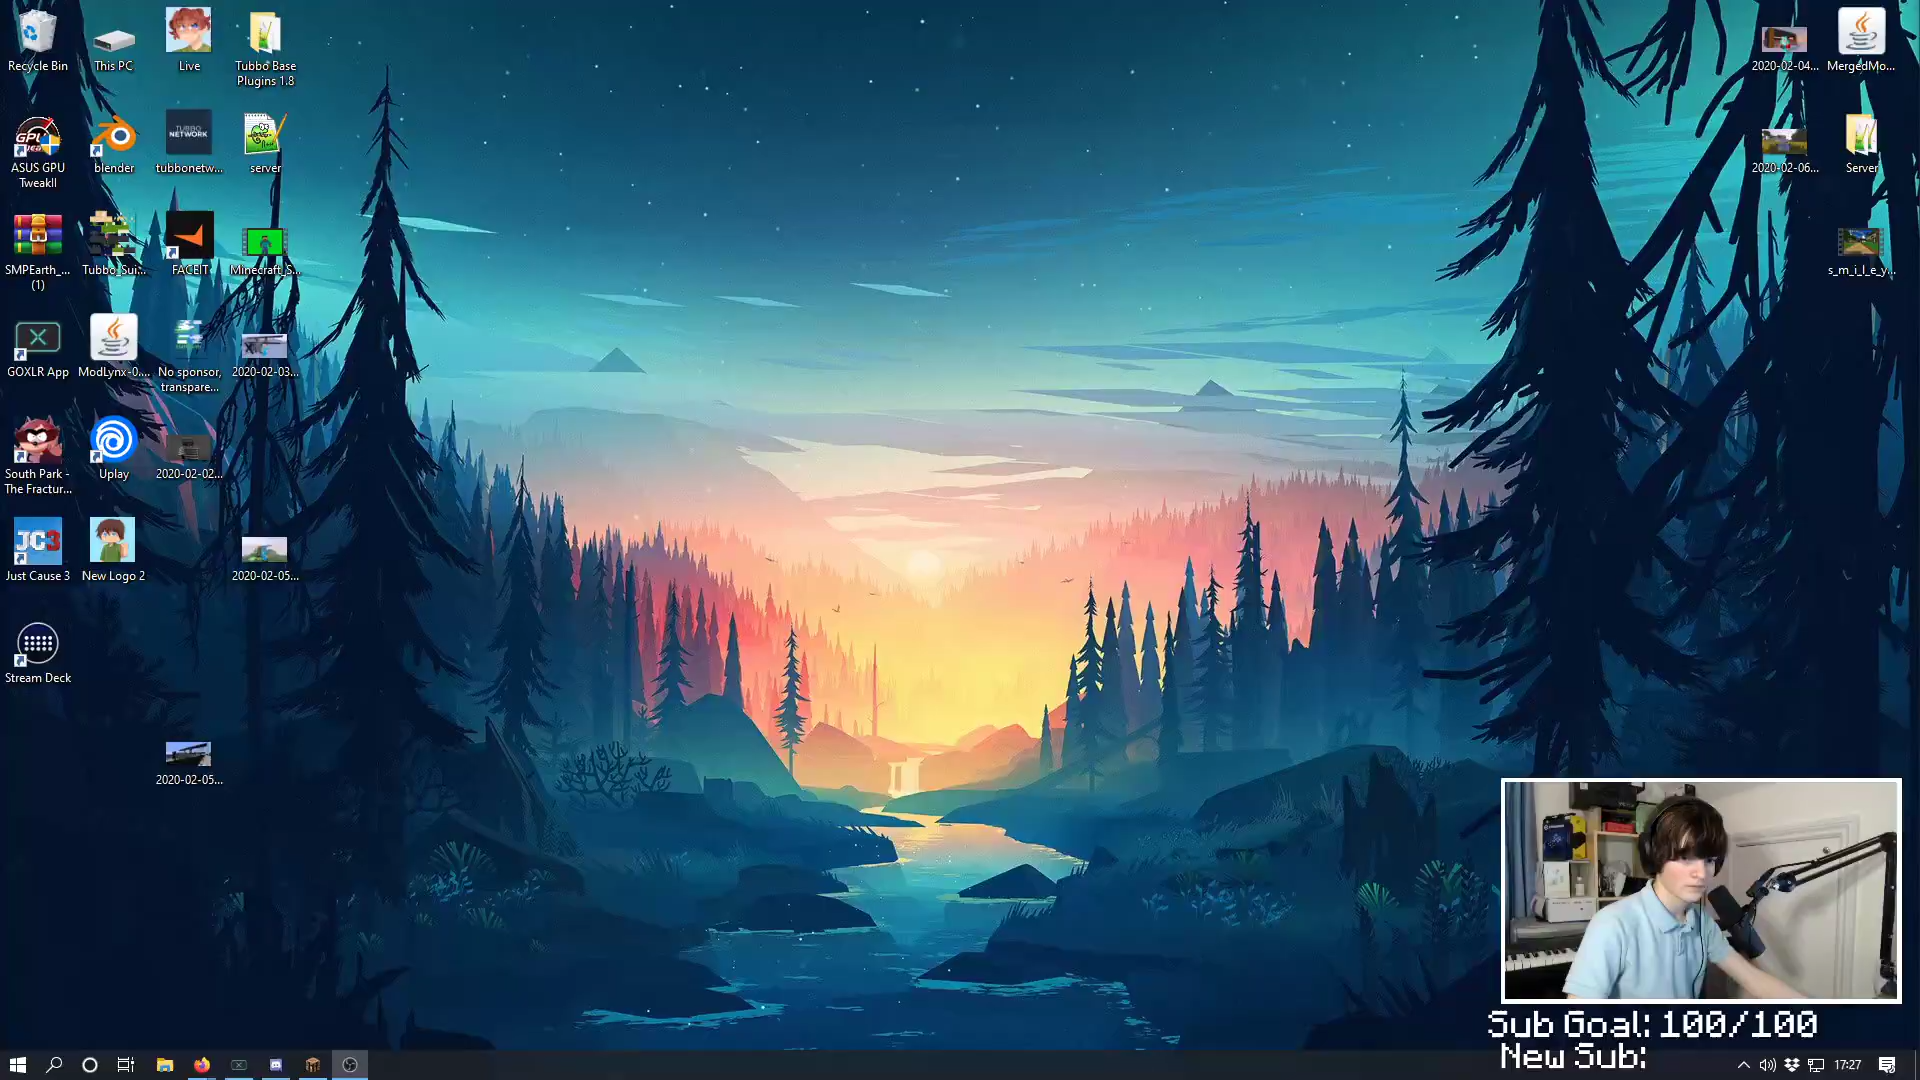 Recycle Bin
This PC
Live
Tubbo Base
Plugins 1.8
ASUS GPU
TweakII
blender
TUBBO
NETWORK
tubbonetw...
server
SMPEarth_...
(1)
Tubbo_Sui...
FACEIT
Minecraft_S...
GOXLR App
ModLynx-0....
No sponsor,
transpare...
2020-02-03...
South Park -
The Fractur...
Uplay
2020-02-02...
JC3
Just Cause 3
New Logo 2
2020-02-05...
Stream Deck
2020-02-05...
2020-02-04...
MergedMo...
2020-02-06...
Server
s_m_i_l_e_y...
Sub Goal: 100/100
New Sub:
17:27